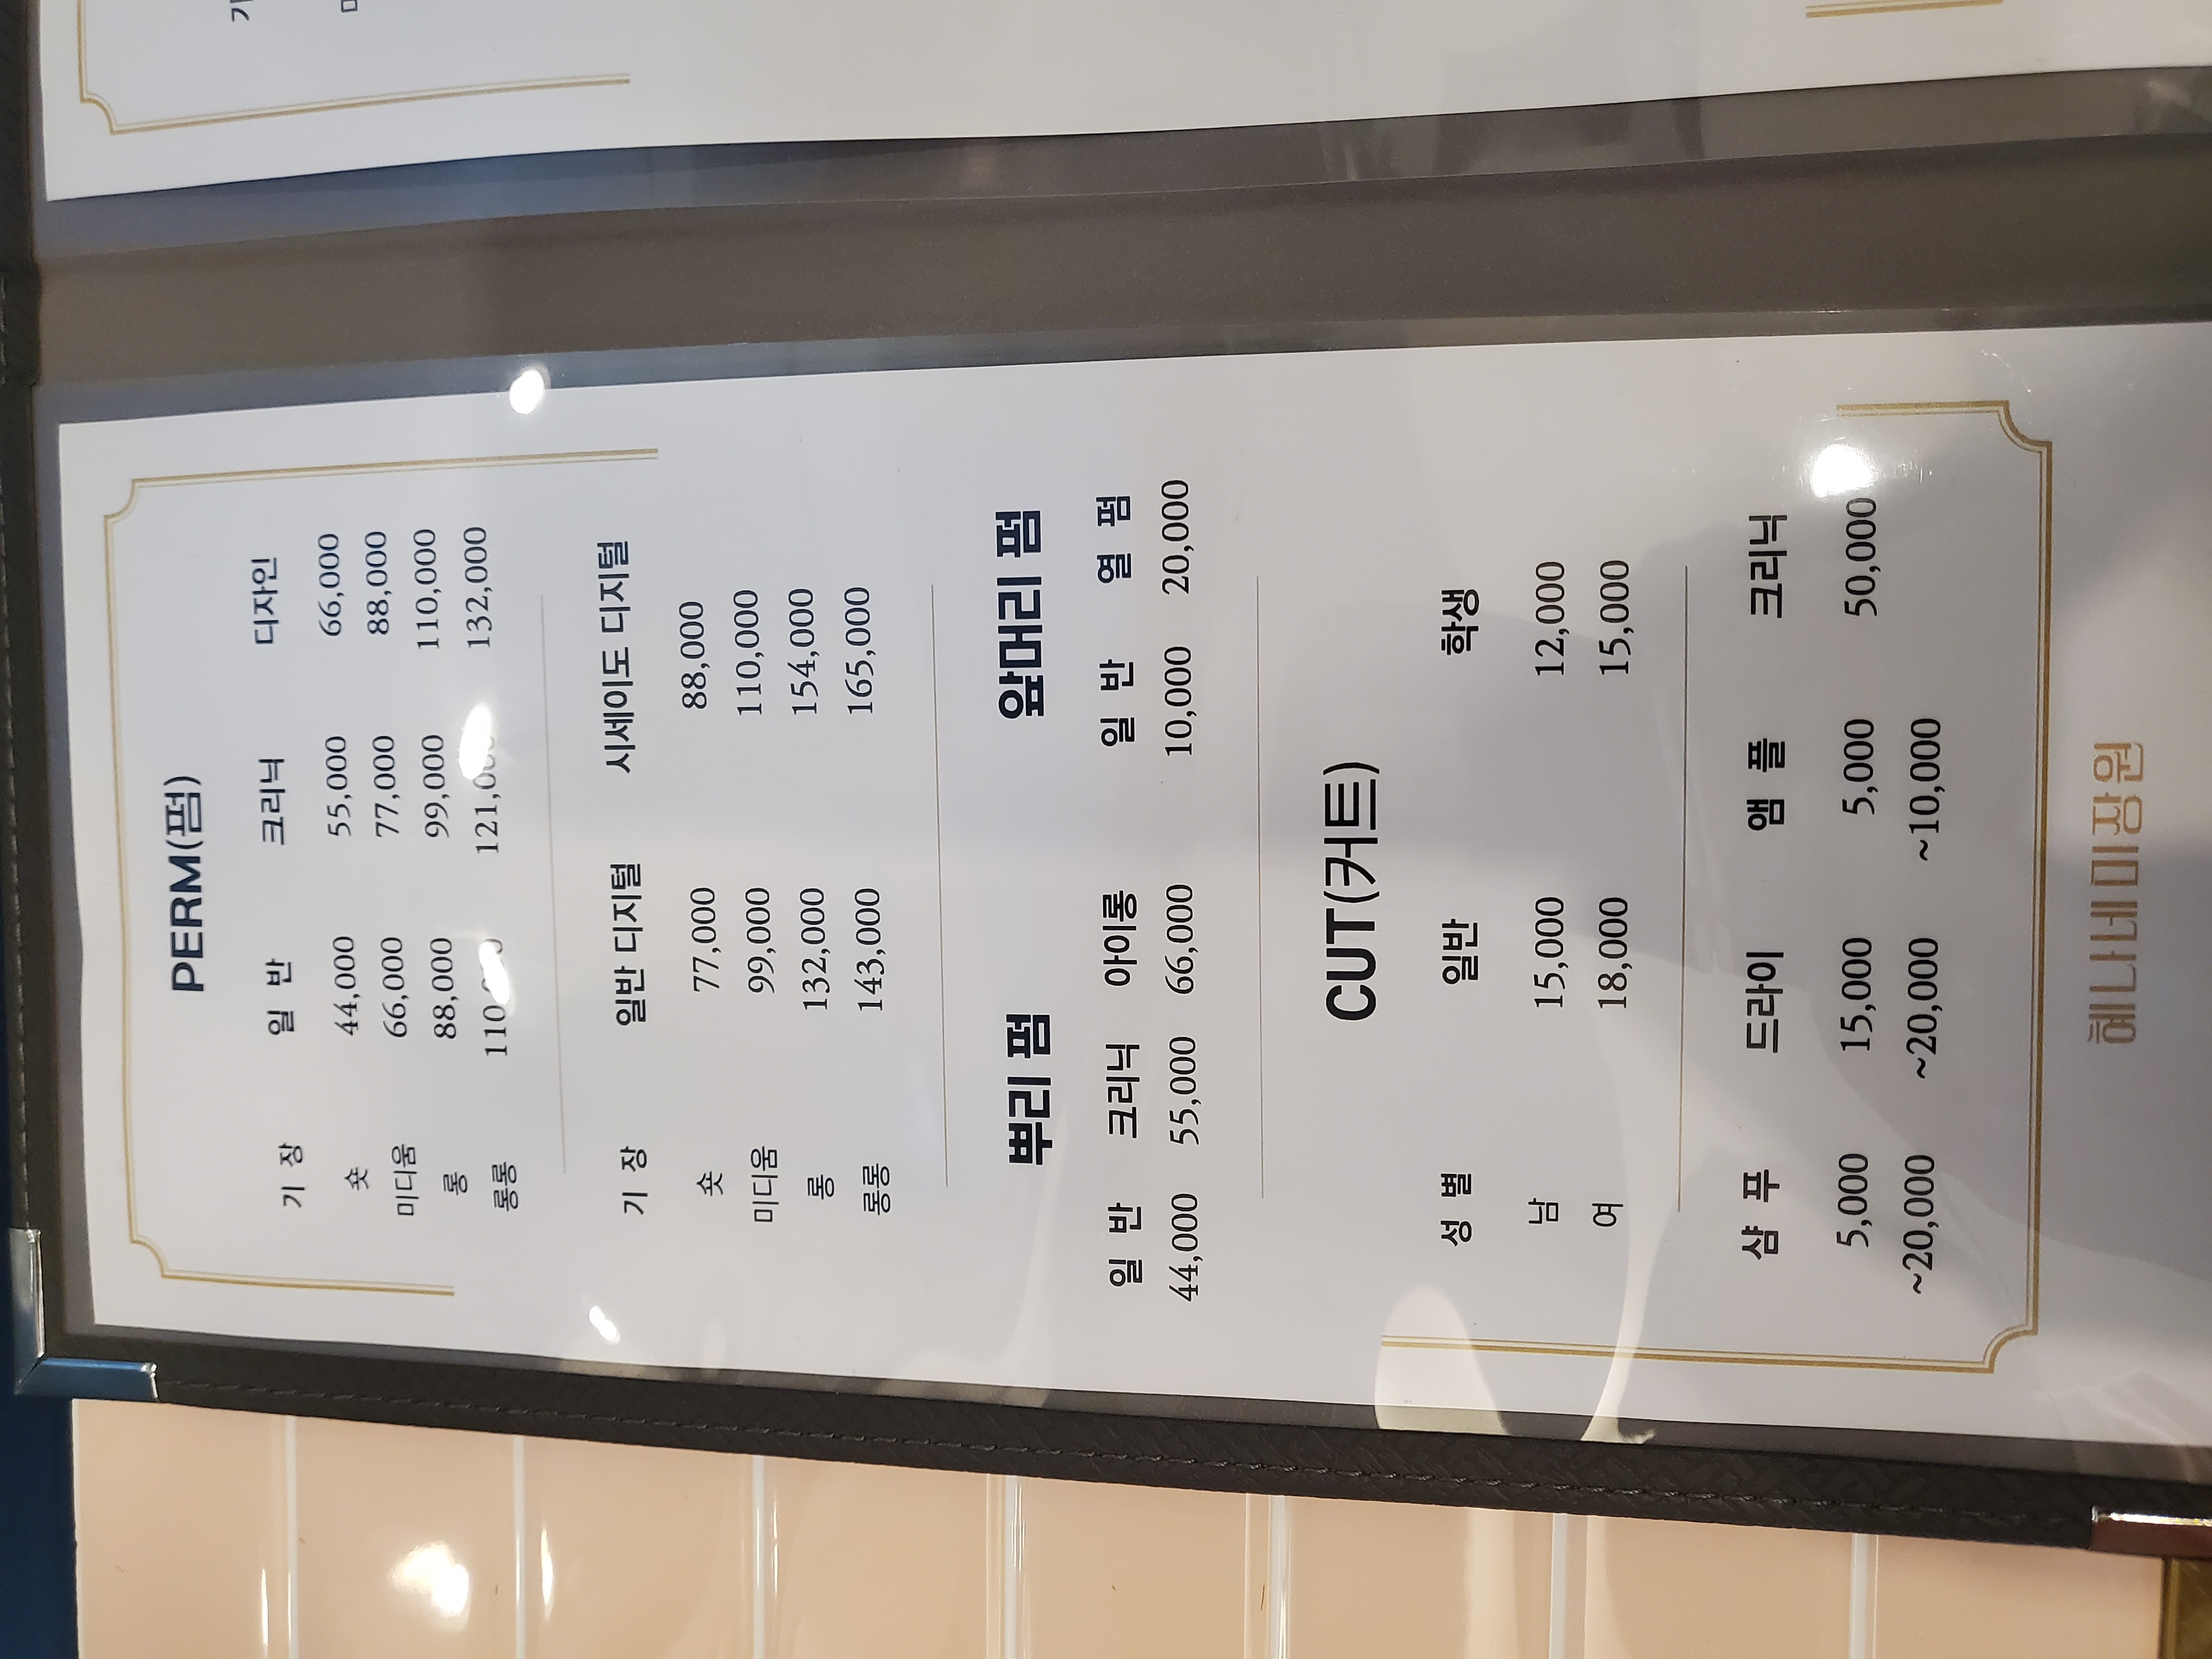 PERM(펌)
기 장 일 반 크리닉 디자인
숏 44,000 55,000 66,000
미디움 66,000 77,000 88,000
롱 88,000 99,000 110,000
롱롱 132,000
기 장 일반 디지털 시세이도 디지털
숏 77,000 88,000
미디움 99,000 110,000
롱 132,000 154,000
롱롱 143,000 165,000
뿌리 펌 앞머리 펌
일 반 크리닉 아이롱 일 반 열 펌
44,000 55,000 66,000 10,000 20,000
CUT(커트)
성 별 일반 학생
남 15,000 12,000
여 18,000 15,000
샴 푸 드라이 앰 플 크리닉
5,000 15,000 5,000 50,000
~20,000 ~20,000 ~10,000
헤나네미장원